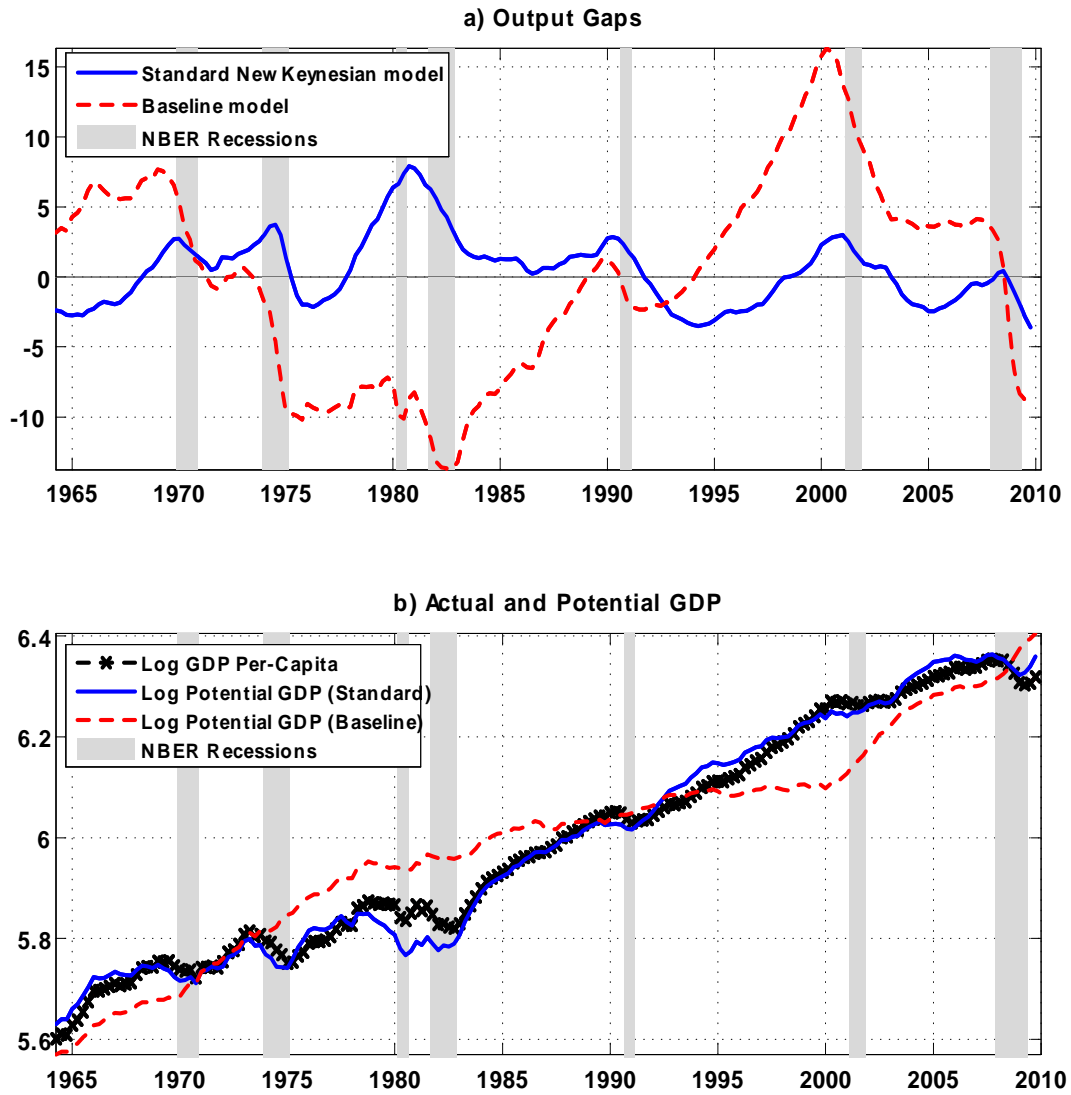 a) Output Gaps
Standard New Keynesian model
Baseline model
NBER Recessions
15
10
5
0
-5
-10
1965 1970 1975 1980 1985 1990 1995 2000 2005 2010
b) Actual and Potential GDP
Log GDP Per-Capita
Log Potential GDP (Standard)
Log Potential GDP (Baseline)
NBER Recessions
6.4
6.2
6
5.8
5.6
1965 1970 1975 1980 1985 1990 1995 2000 2005 2010